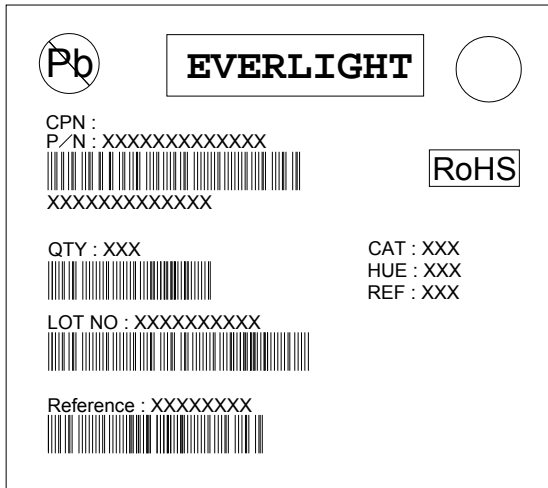 Pb
EVERLIGHT
CPN :
P/N : XXXXXXXXXXXXX
RoHS
XXXXXXXXXXXXX
QTY : XXX
CAT : XXX
HUE : XXX
REF : XXX
LOT NO : XXXXXXXXXX
Reference : XXXXXXXX